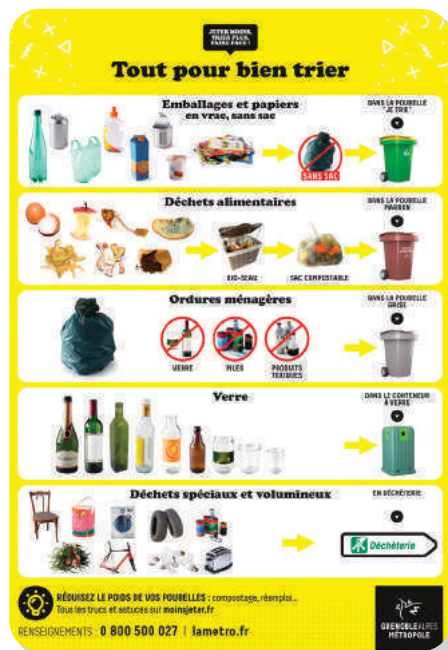 JETER MOINS,
TRIER PLUS,
FAIRE FACE !
Tout pour bien trier
Emballages et papiers
en vrac, sans sac
DANS LA POUBELLE
"JE TRIE"
SANS SAC
Déchets alimentaires
DANS LA POUBELLE
MARRON
BIO-SEAU
SAC COMPOSTABLE
Ordures ménagères
DANS LA POUBELLE
GRISE
VERRE
PILES
PRODUITS
TOXIQUES
Verre
DANS LE CONTENEUR
À VERRE
Déchets spéciaux et volumineux
EN DÉCHÈTERIE
Déchèterie
RÉDUISEZ LE POIDS DE VOS POUBELLES : compostage, réemploi...
Tous les trucs et astuces sur moinsjeter.fr
RENSEIGNEMENTS : 0 800 500 027 | lametro.fr
GRENOBLEALPES
MÉTROPOLE